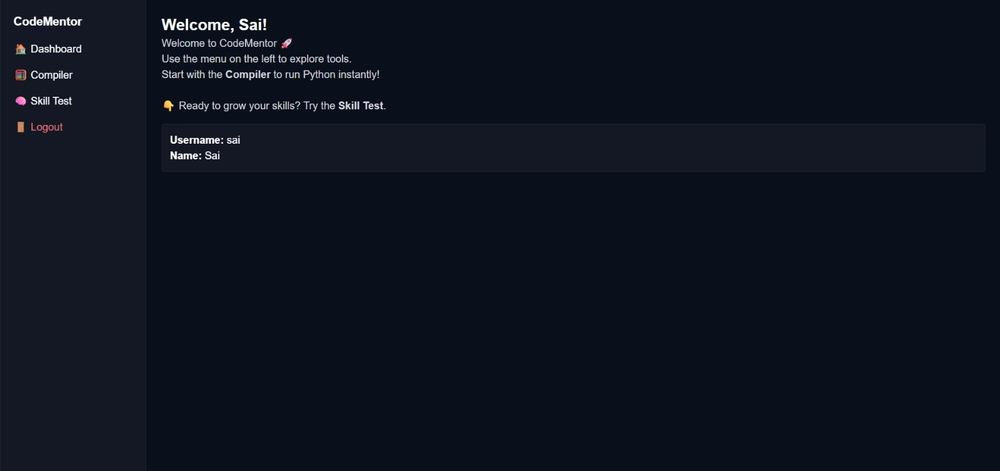 CodeMentor
🏠 Dashboard
🧮 Compiler
🧠 Skill Test
🚪 Logout
Welcome, Sai!
Welcome to CodeMentor 🚀
Use the menu on the left to explore tools.
Start with the Compiler to run Python instantly!
👇 Ready to grow your skills? Try the Skill Test.
Username: sai
Name: Sai